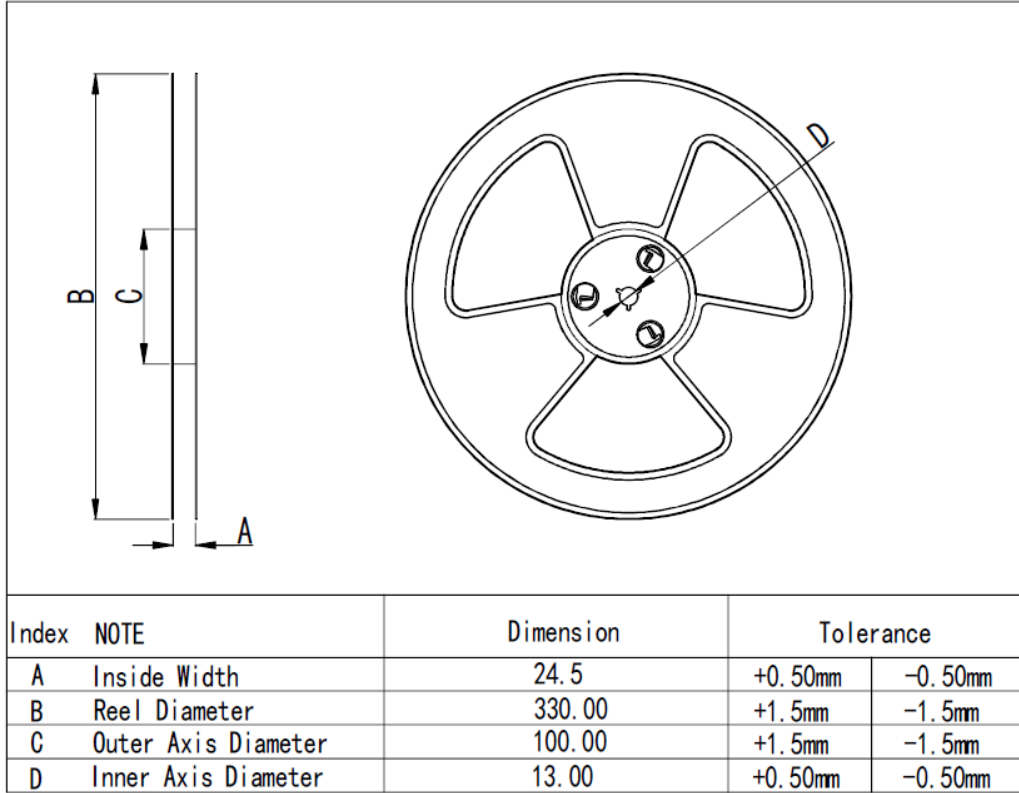 D
B
C
A
Index NOTE Dimension Tolerance
A Inside Width 24.5 +0.50mm -0.50mm
B Reel Diameter 330.00 +1.5mm -1.5mm
C Outer Axis Diameter 100.00 +1.5mm -1.5mm
D Inner Axis Diameter 13.00 +0.50mm -0.50mm